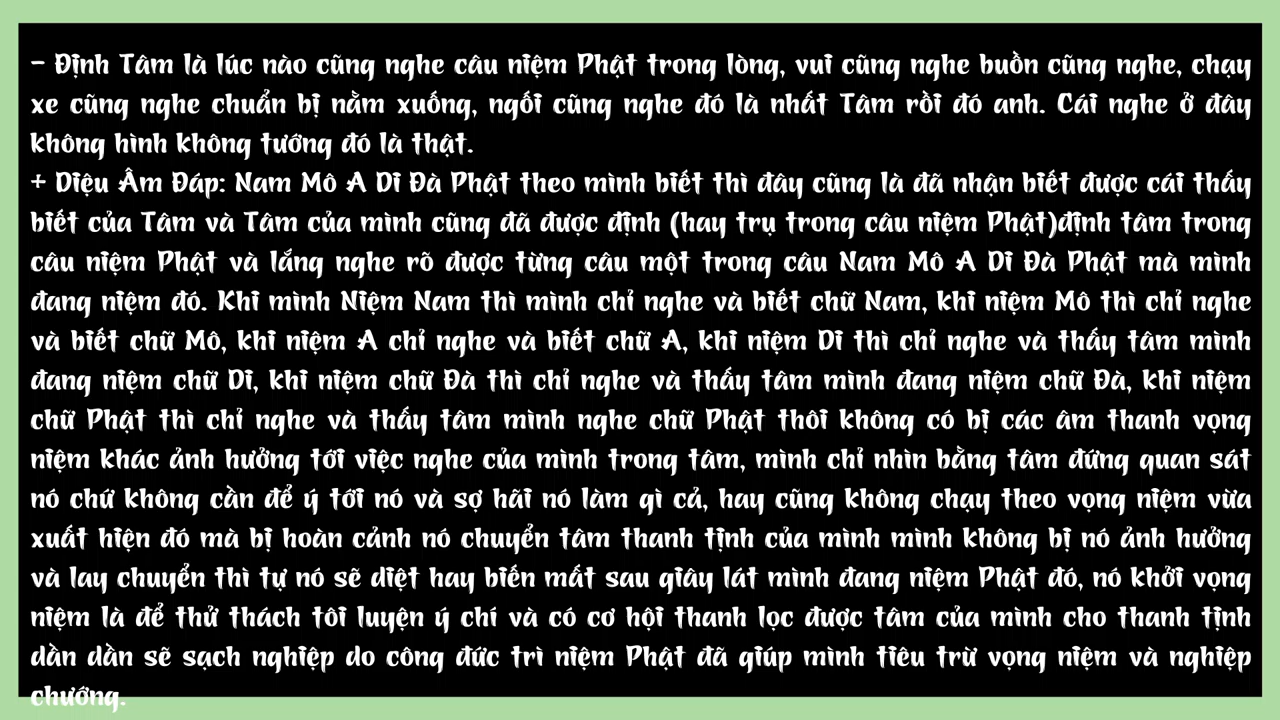 – Định Tâm là lúc nào cũng nghe câu niệm Phật trong lòng, vui cũng nghe buồn cũng nghe, chạy
xe cũng nghe chuẩn bị nằm xuống, ngối cũng nghe đó là nhất Tâm rồi đó anh. Cái nghe ở đây
không hình không tướng đó là thật.
+ Diệu Âm Đáp: Nam Mô A Di Đà Phật theo mình biết thì đây cũng là đã nhận biết được cái thấy
biết của Tâm và Tâm của mình cũng đã được định (hay trụ trong câu niệm Phật)định tâm trong
câu niệm Phật và lắng nghe rõ được từng câu một trong câu Nam Mô A Di Đà Phật mà mình
đang niệm đó. Khi mình Niệm Nam thì mình chỉ nghe và biết chữ Nam, khi niệm Mô thì chỉ nghe
và biết chữ Mô, khi niệm A chỉ nghe và biết chữ A, khi niệm Di thì chỉ nghe và thấy tâm mình
đang niệm chữ Di, khi niệm chữ Đà thì chỉ nghe và thấy tâm mình đang niệm chữ Đà, khi niệm
chữ Phật thì chỉ nghe và thấy tâm mình nghe chữ Phật thôi không có bị các âm thanh vọng
niệm khác ảnh hưởng tới việc nghe của mình trong tâm, mình chỉ nhìn bằng tâm đứng quan sát
nó chứ không cần để ý tới nó và sợ hãi nó làm gì cả, hay cũng không chạy theo vọng niệm vừa
xuất hiện đó mà bị hoàn cảnh nó chuyển tâm thanh tịnh của mình mình không bị nó ảnh hưởng
và lay chuyển thì tự nó sẽ diệt hay biến mất sau giây lát mình đang niệm Phật đó, nó khởi vọng
niệm là để thử thách tôi luyện ý chí và có cơ hội thanh lọc được tâm của mình cho thanh tịnh
dần dần sẽ sạch nghiệp do công đức trì niệm Phật đã giúp mình tiêu trừ vọng niệm và nghiệp
chướng.